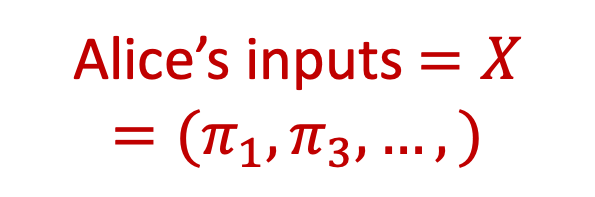 Alice’s inputs = X
= (π₁, π₃, … , )